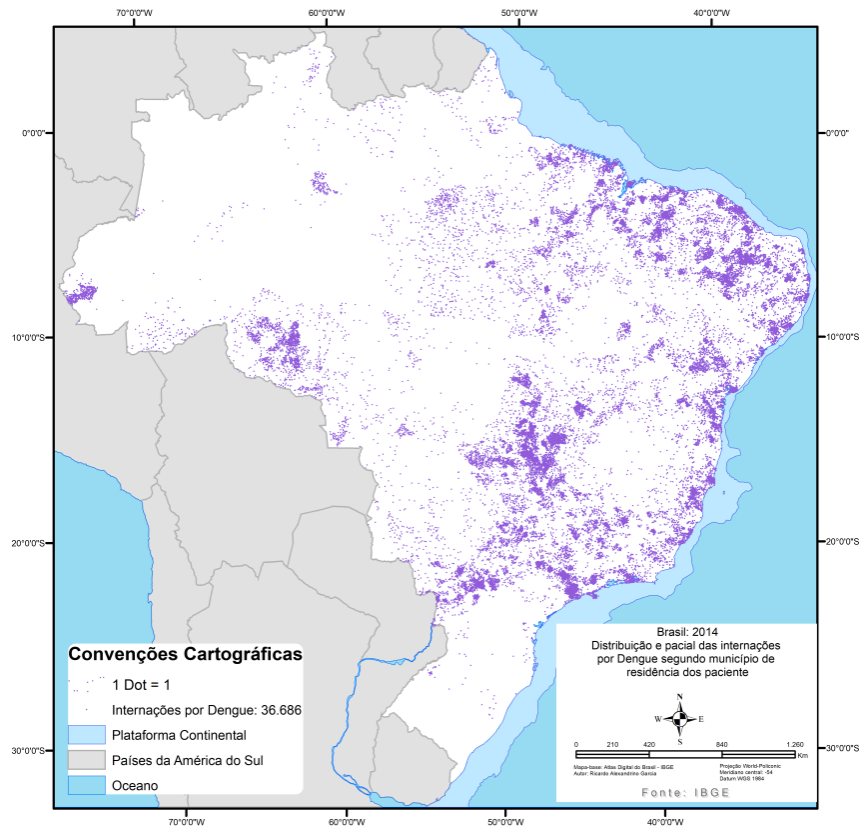 70°0'0"W 60°0'0"W 50°0'0"W 40°0'0"W
0°0'0" 0°0'0"
10°0'0"S 10°0'0"S
20°0'0"S 20°0'0"S
30°0'0"S 30°0'0"S
Convenções Cartográficas
1 Dot = 1
Internações por Dengue: 36.686
Plataforma Continental
Países da América do Sul
Oceano
Brasil: 2014
Distribuição e pacial das internações
por Dengue segundo município de
residência dos paciente
N
W E
S
0 210 420 840 1.260
Km
Mapa-base: Atlas Digital do Brasil - IBGE
Autor: Ricardo Alexandrino Garcia
Projeção World-Policonic
Meridiano central: -54
Datum WGS 1984
Fonte: IBGE
70°0'0"W 60°0'0"W 50°0'0"W 40°0'0"W